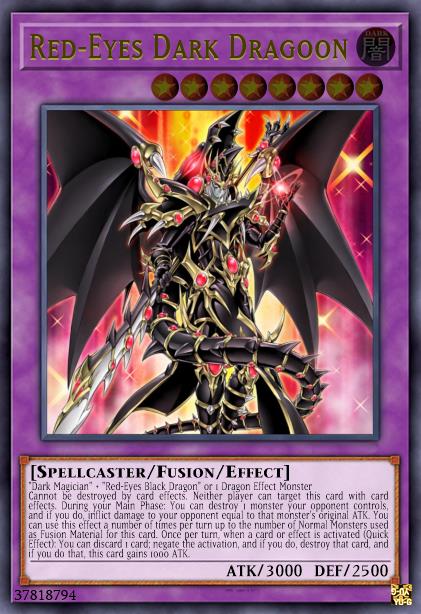 RED-EYES DARK DRAGOON
DARK
闇
[SPELLCASTER/FUSION/EFFECT]
"Dark Magician" + "Red-Eyes Black Dragon" or 1 Dragon Effect Monster
Cannot be destroyed by card effects. Neither player can target this card with card
effects. During your Main Phase: You can destroy 1 monster your opponent controls,
and if you do, inflict damage to your opponent equal to that monster's original ATK. You
can use this effect a number of times per turn up to the number of Normal Monsters used
as Fusion Material for this card. Once per turn, when a card or effect is activated (Quick
Effect): You can discard 1 card; negate the activation, and if you do, destroy that card, and
if you do that, this card gains 1000 ATK.
ATK/3000 DEF/2500
37818794